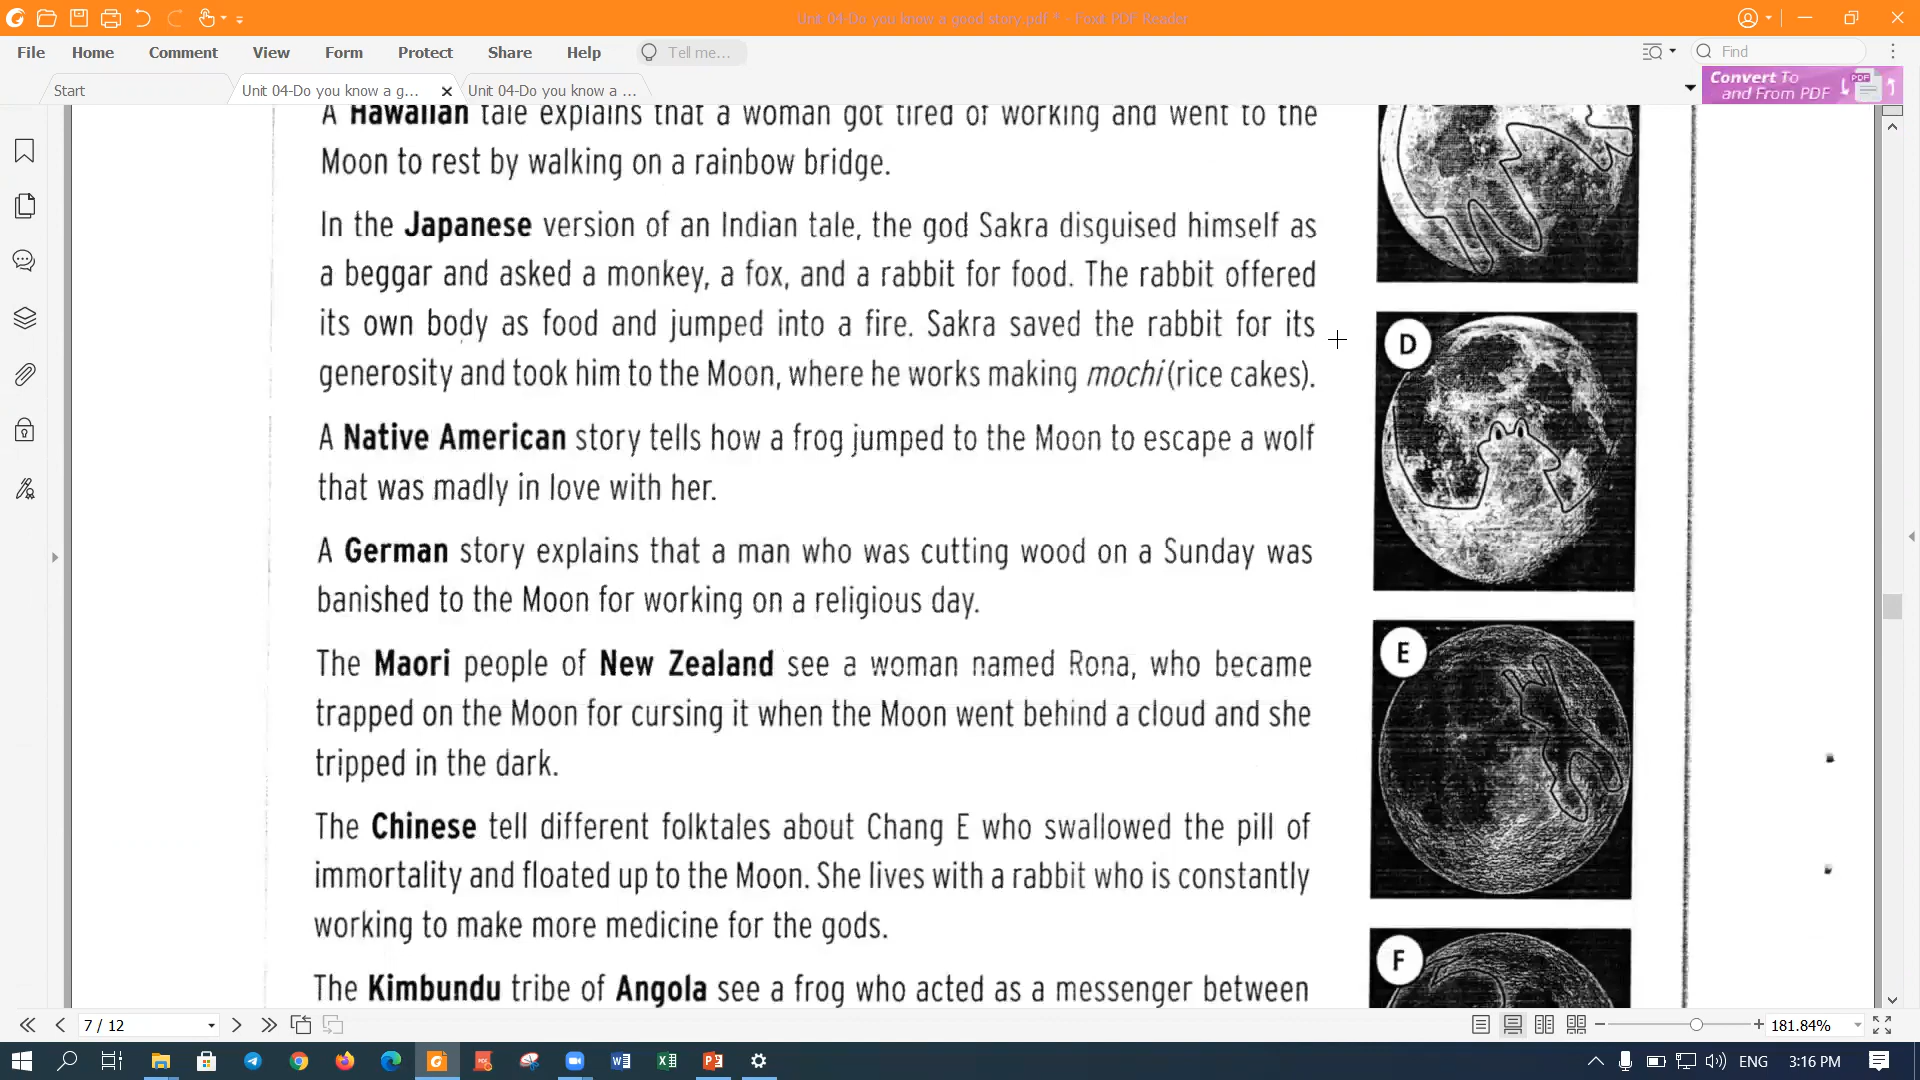 Unit 04-Do you know a good story.pdf * - Foxit PDF Reader
File Home Comment View Form Protect Share Help Tell me... Find
Start Unit 04-Do you know a g... Unit 04-Do you know a ...
Convert To
and From PDF
PDF
A Hawaiian tale explains that a woman got tired of working and went to the
Moon to rest by walking on a rainbow bridge.
In the Japanese version of an Indian tale, the god Sakra disguised himself as
a beggar and asked a monkey, a fox, and a rabbit for food. The rabbit offered
its own body as food and jumped into a fire. Sakra saved the rabbit for its
generosity and took him to the Moon, where he works making mochi (rice cakes).
A Native American story tells how a frog jumped to the Moon to escape a wolf
that was madly in love with her.
A German story explains that a man who was cutting wood on a Sunday was
banished to the Moon for working on a religious day.
The Maori people of New Zealand see a woman named Rona, who became
trapped on the Moon for cursing it when the Moon went behind a cloud and she
tripped in the dark.
The Chinese tell different folktales about Chang E who swallowed the pill of
immortality and floated up to the Moon. She lives with a rabbit who is constantly
working to make more medicine for the gods.
The Kimbundu tribe of Angola see a frog who acted as a messenger between
D
E
F
7 / 12
181.84%
ENG 3:16 PM